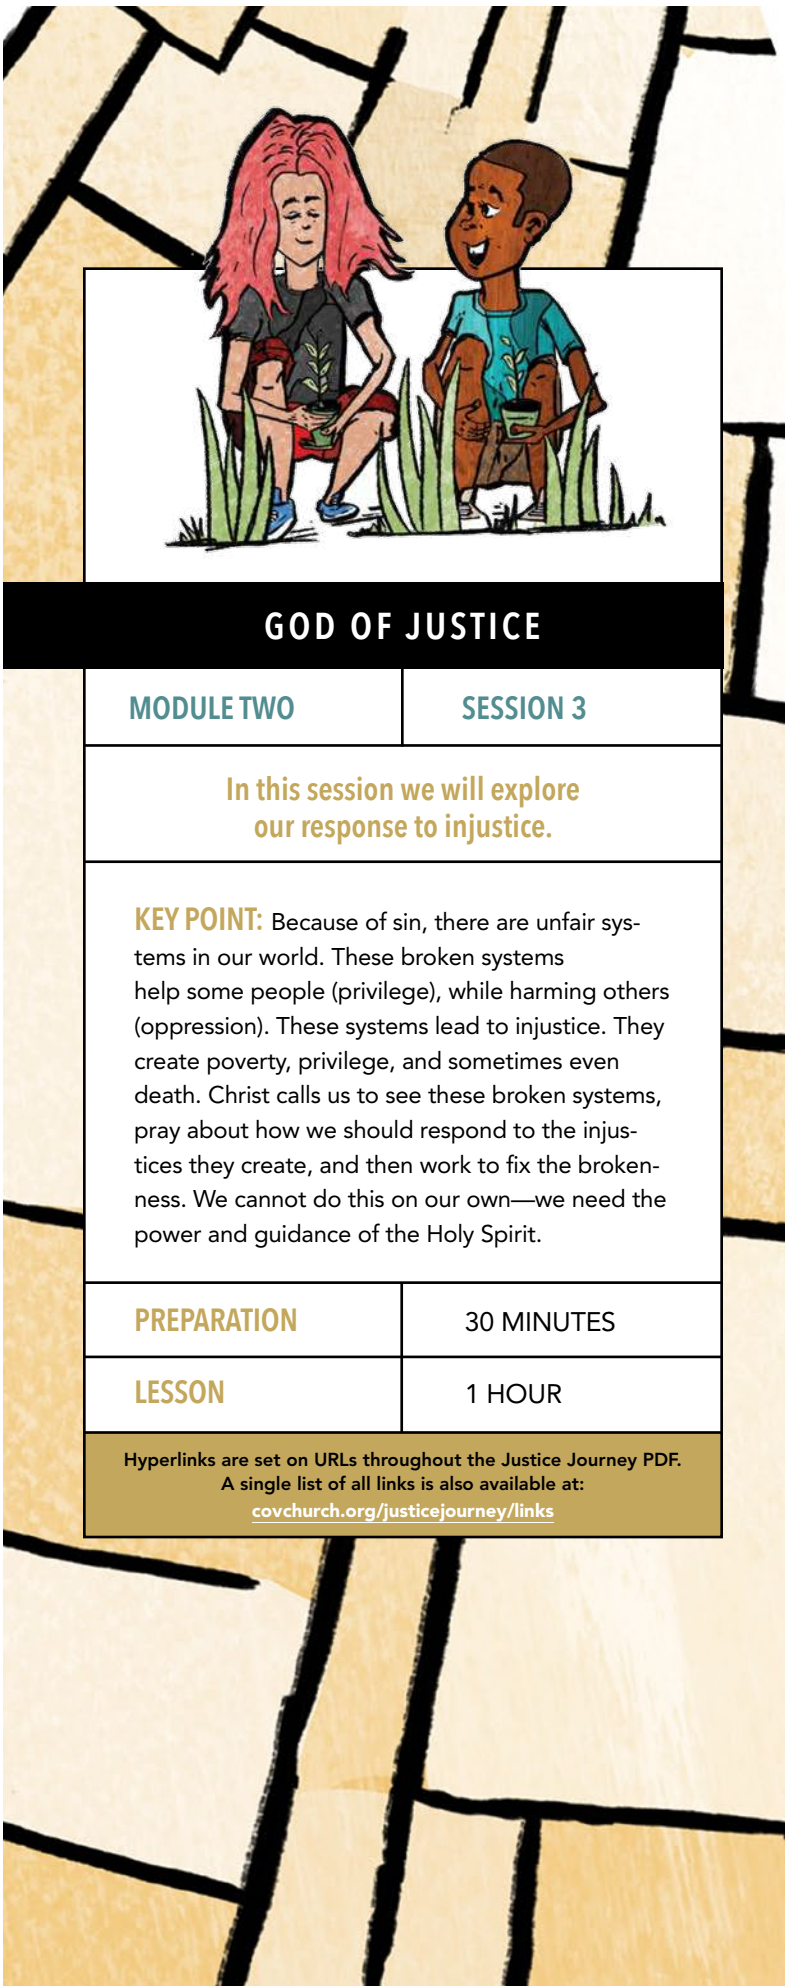 GOD OF JUSTICE
MODULE TWO
SESSION 3
In this session we will explore
our response to injustice.
KEY POINT: Because of sin, there are unfair sys-
tems in our world. These broken systems
help some people (privilege), while harming others
(oppression). These systems lead to injustice. They
create poverty, privilege, and sometimes even
death. Christ calls us to see these broken systems,
pray about how we should respond to the injus-
tices they create, and then work to fix the broken-
ness. We cannot do this on our own—we need the
power and guidance of the Holy Spirit.
PREPARATION
30 MINUTES
LESSON
1 HOUR
Hyperlinks are set on URLs throughout the Justice Journey PDF.
A single list of all links is also available at:
covchurch.org/justicejourney/links